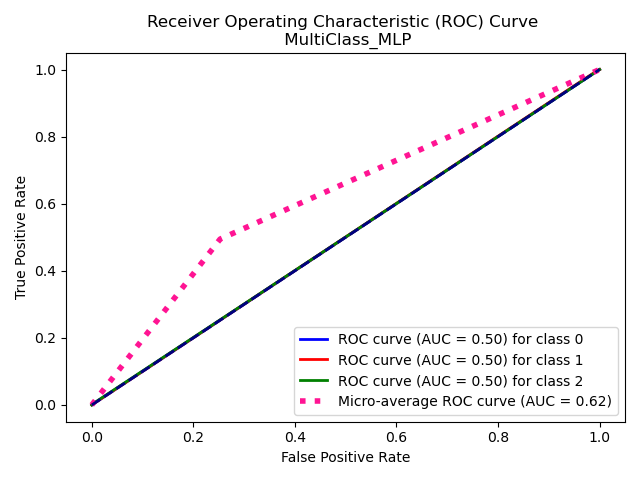 Receiver Operating Characteristic (ROC) Curve
MultiClass_MLP
1.0
0.8
0.6
0.4
0.2
0.0
True Positive Rate
ROC curve (AUC = 0.50) for class 0
ROC curve (AUC = 0.50) for class 1
ROC curve (AUC = 0.50) for class 2
Micro-average ROC curve (AUC = 0.62)
0.0 0.2 0.4 0.6 0.8 1.0
False Positive Rate